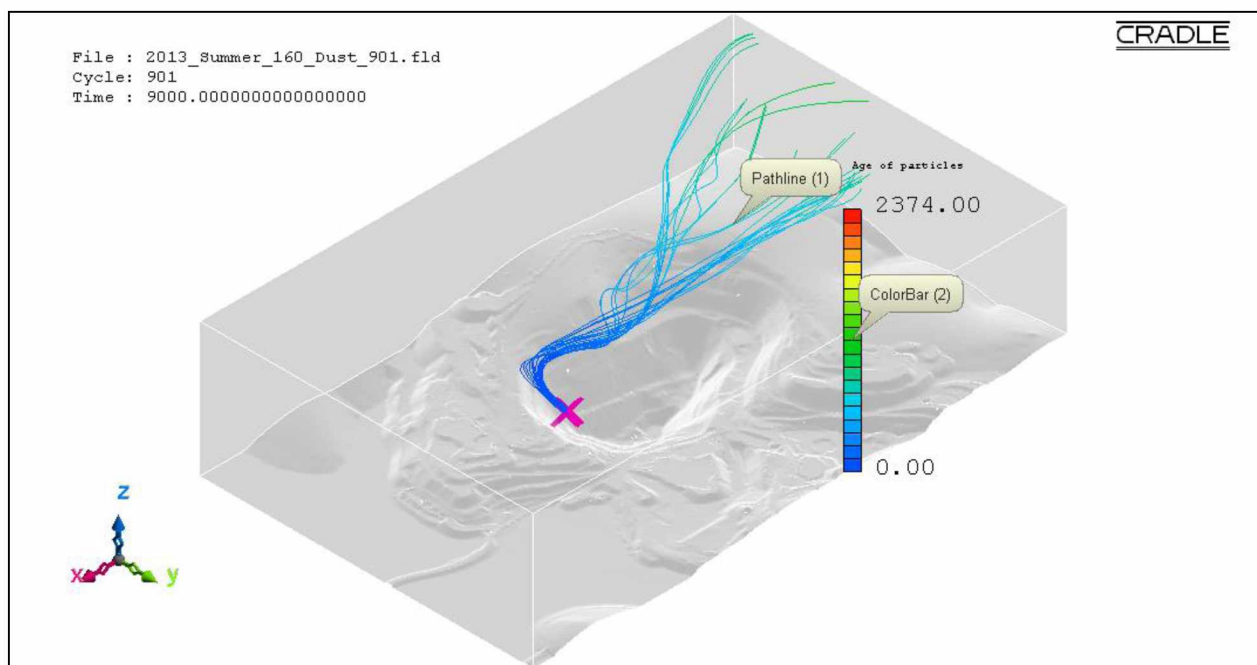 CRADLE
File : 2013_Summer_160_Dust_901.fld
Cycle: 901
Time : 9000.0000000000000000
Pathline (1)
Age of particles
2374.00
ColorBar (2)
0.00
z
x
y